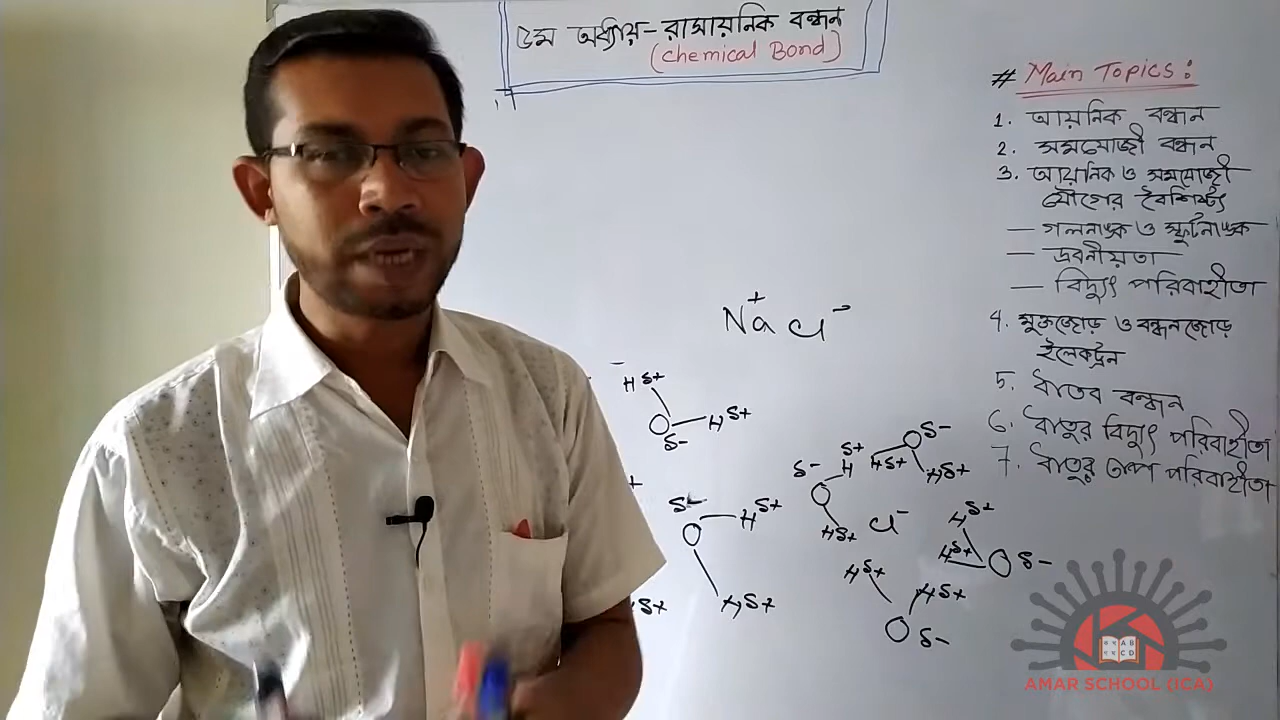 ৫ম অধ্যায় - রাসায়নিক বন্ধন
(Chemical Bond)
# Main Topics:
1. আয়নিক বন্ধন
2. সমযোজী বন্ধন
3. আয়নিক ও সমযোজী
যৌগের বৈশিষ্ট্য
— গলনাঙ্ক ও স্ফুটনাঙ্ক
— দ্রবনীয়তা
— বিদ্যুৎ পরিবাহীতা
4. মুক্তজোড় ও বন্ধনজোড়
ইলেকট্রন
5. ধাতব বন্ধন
6. ধাতুর বিদ্যুৎ পরিবাহীতা
7. ধাতুর তাপ পরিবাহীতা
Na+ Cl-
H δ+
O H δ+
δ-
δ-
O H δ+
H δ+
δ- H δ+
O
H δ+
O δ-
H δ+
H δ+
Cl-
H δ+
H δ+
O δ-
H δ+
H δ+
O δ-
H δ+
AMAR SCHOOL (ICA)